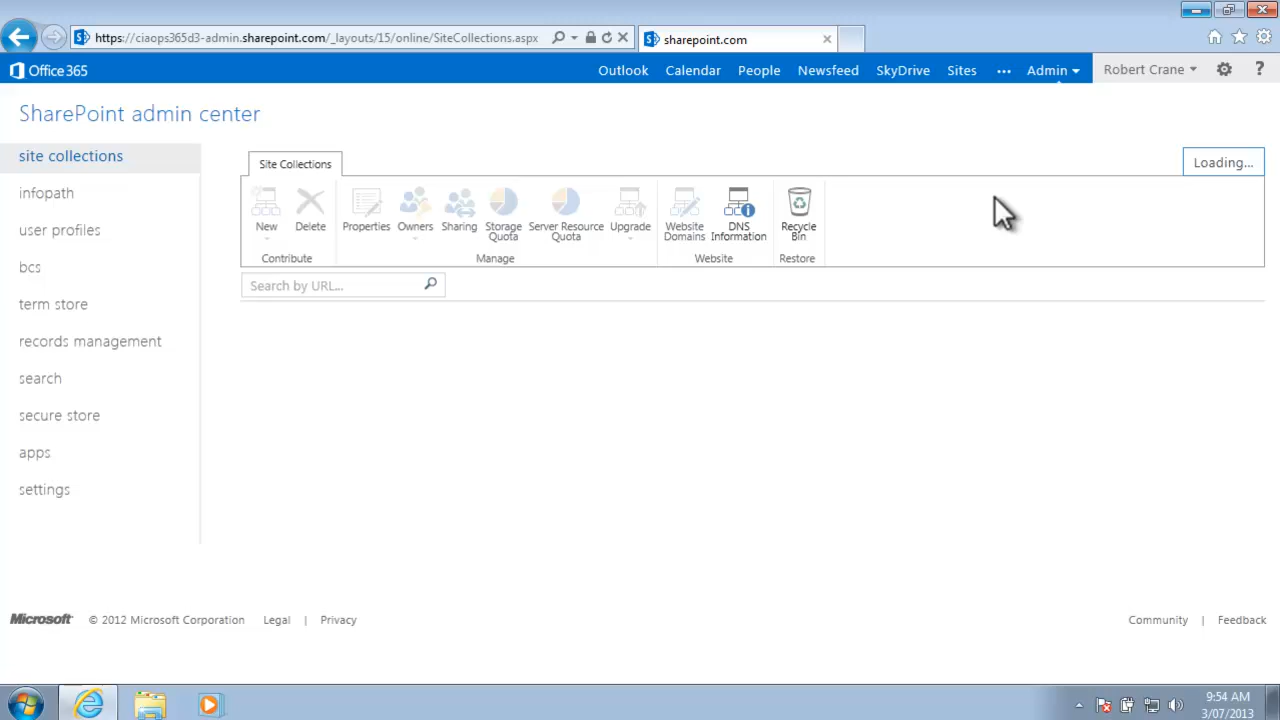 https://ciaops365d3-admin.sharepoint.com/_layouts/15/online/SiteCollections.aspx
sharepoint.com
Office 365
Outlook
Calendar
People
Newsfeed
SkyDrive
Sites
...
Admin
Robert Crane
?
SharePoint admin center
site collections
infopath
user profiles
bcs
term store
records management
search
secure store
apps
settings
Site Collections
Loading...
New
Delete
Contribute
Properties
Owners
Sharing
Storage
Quota
Server Resource
Quota
Upgrade
Manage
Website
Domains
DNS
Information
Website
Recycle
Bin
Restore
Search by URL...
Microsoft
© 2012 Microsoft Corporation
Legal
|
Privacy
Community
|
Feedback
9:54 AM
3/07/2013